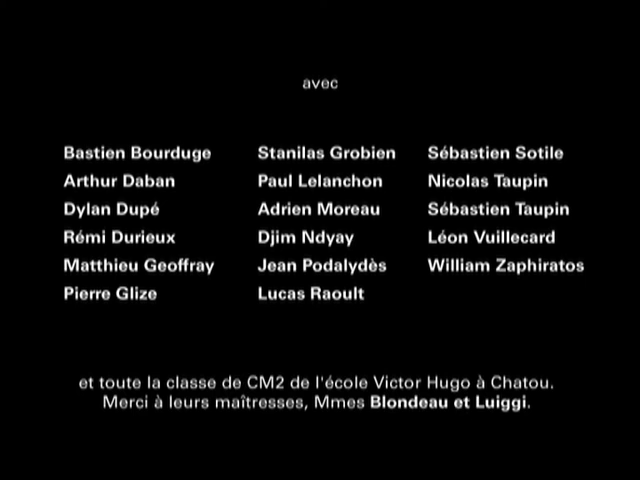 avec
Bastien Bourduge
Arthur Daban
Dylan Dupé
Rémi Durieux
Matthieu Geoffray
Pierre Glize
Stanilas Grobien
Paul Lelanchon
Adrien Moreau
Djim Ndyay
Jean Podalydès
Lucas Raoult
Sébastien Sotile
Nicolas Taupin
Sébastien Taupin
Léon Vuillecard
William Zaphiratos
et toute la classe de CM2 de l'école Victor Hugo à Chatou.
Merci à leurs maîtresses, Mmes Blondeau et Luiggi.